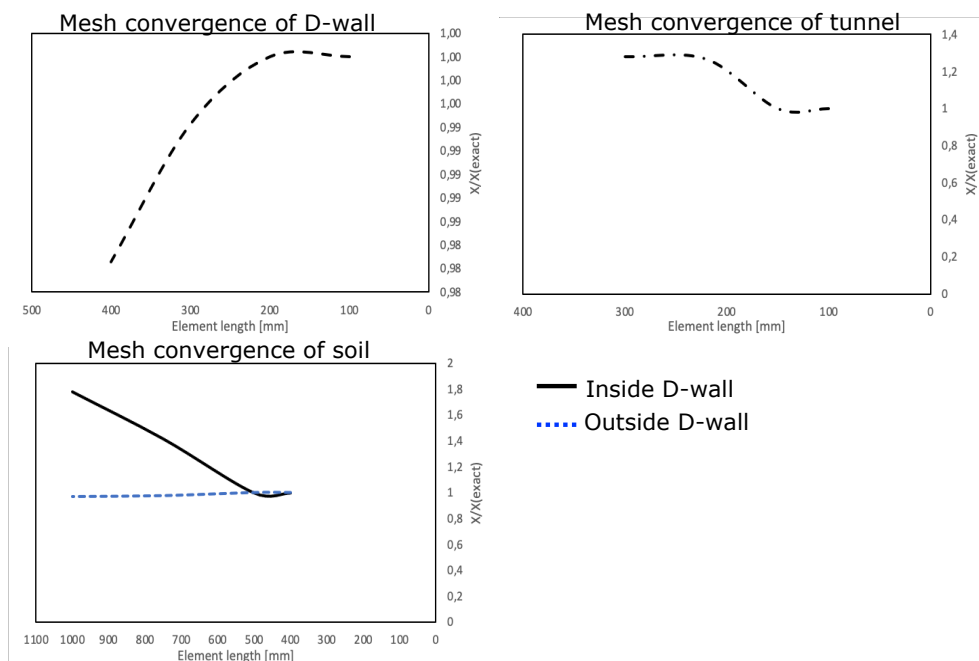 Mesh convergence of D-wall
1,00
1,00
1,00
1,00
0,99
0,99
0,99
0,99
0,99
0,98
0,98
0,98
X/X(exact)
500 400 300 200 100 0
Element length [mm]
Mesh convergence of tunnel
1,4
1,2
1
0,8
0,6
0,4
0,2
0
X/X(exact)
400 300 200 100 0
Element length [mm]
Mesh convergence of soil
2
1,8
1,6
1,4
1,2
1
0,8
0,6
0,4
0,2
0
X/X(exact)
1100 1000 900 800 700 600 500 400 300 200 100 0
Element length [mm]
Inside D-wall
Outside D-wall